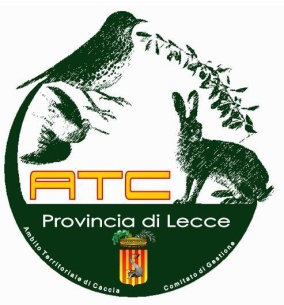 ATC
Provincia di Lecce
Ambito Territoriale di Caccia
Comitato di Gestione